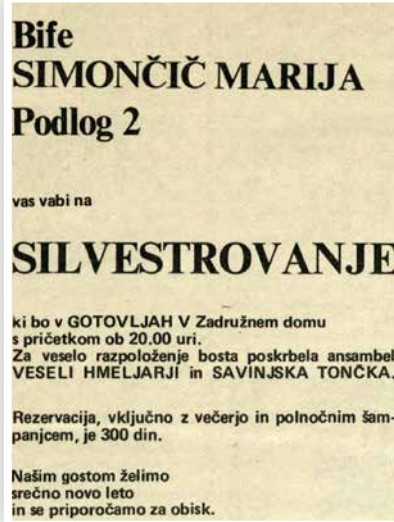 Bife
SIMONČIČ MARIJA
Podlog 2
vas vabi na
SILVESTROVANJE
ki bo v GOTOVLJAH V Zadružnem domu
s pričetkom ob 20.00 uri.
Za veselo razpoloženje bosta poskrbela ansambel
VESELI HMELJARJI in SAVINJSKA TONČKA.
Rezervacija, vključno z večerjo in polnočnim šam-
panjcem, je 300 din.
Našim gostom želimo
srečno novo leto
in se priporočamo za obisk.